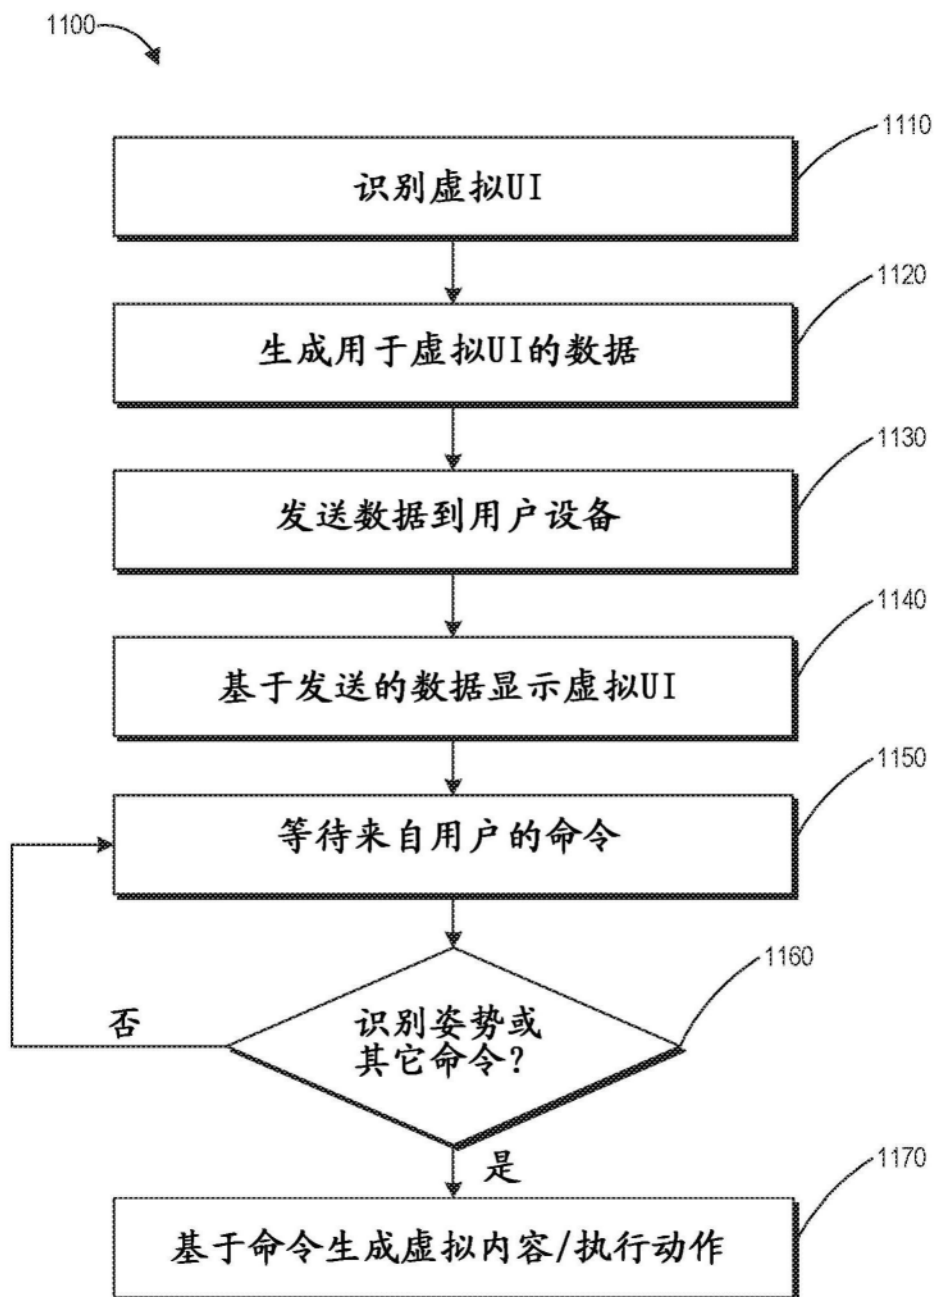 1100
1110
识别虚拟UI
1120
生成用于虚拟UI的数据
1130
发送数据到用户设备
1140
基于发送的数据显示虚拟UI
1150
等待来自用户的命令
1160
否
识别姿势或
其它命令?
是
1170
基于命令生成虚拟内容/执行动作